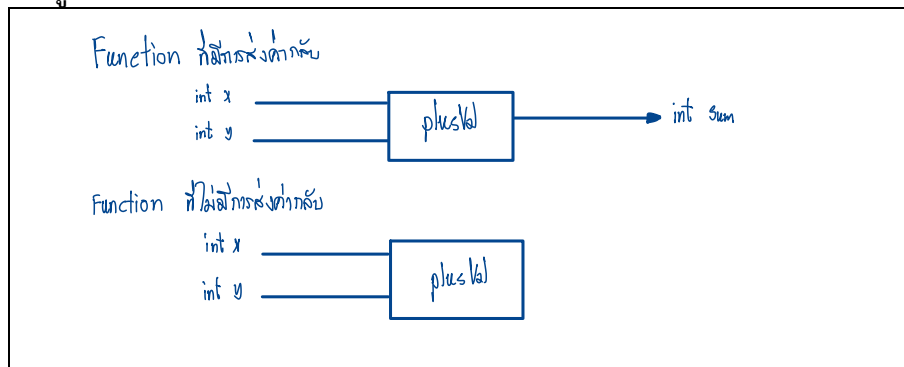 Function ที่มีการส่งค่ากลับ
int x
int y
plusVal
int sum
Function ที่ไม่มีการส่งค่ากลับ
int x
int y
plusVal